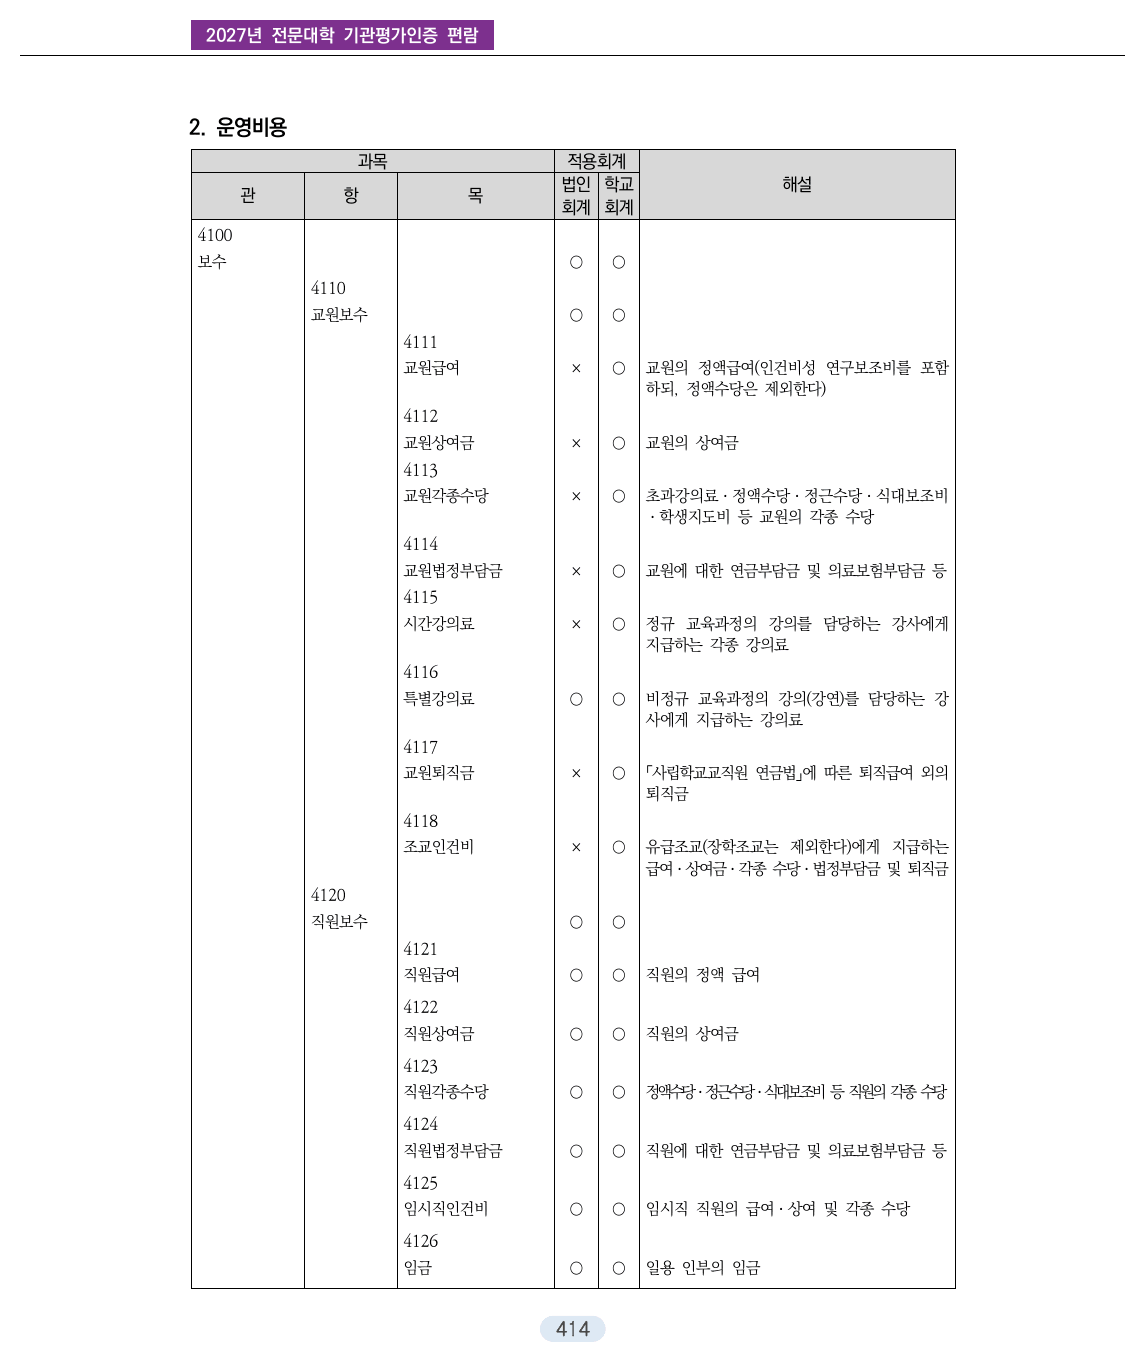 2027년 전문대학 기관평가인증 편람
2. 운영비용
과목 적용회계 해설
관 항 목 법인 학교
회계 회계
4100
보수 ○ ○
4110
교원보수 ○ ○
4111
교원급여 × ○ 교원의 정액급여(인건비성 연구보조비를 포함
하되, 정액수당은 제외한다)
4112
교원상여금 × ○ 교원의 상여금
4113
교원각종수당 × ○ 초과강의료·정액수당·정근수당·식대보조비
·학생지도비 등 교원의 각종 수당
4114
교원법정부담금 × ○ 교원에 대한 연금부담금 및 의료보험부담금 등
4115
시간강의료 × ○ 정규 교육과정의 강의를 담당하는 강사에게
지급하는 각종 강의료
4116
특별강의료 ○ ○ 비정규 교육과정의 강의(강연)를 담당하는 강
사에게 지급하는 강의료
4117
교원퇴직금 × ○ 「사립학교교직원 연금법」에 따른 퇴직급여 외의
퇴직금
4118
조교인건비 × ○ 유급조교(장학조교는 제외한다)에게 지급하는
급여·상여금·각종 수당·법정부담금 및 퇴직금
4120
직원보수 ○ ○
4121
직원급여 ○ ○ 직원의 정액 급여
4122
직원상여금 ○ ○ 직원의 상여금
4123
직원각종수당 ○ ○ 정액수당·정근수당·식대보조비 등 직원의 각종 수당
4124
직원법정부담금 ○ ○ 직원에 대한 연금부담금 및 의료보험부담금 등
4125
임시직인건비 ○ ○ 임시직 직원의 급여·상여 및 각종 수당
4126
임금 ○ ○ 일용 인부의 임금
414